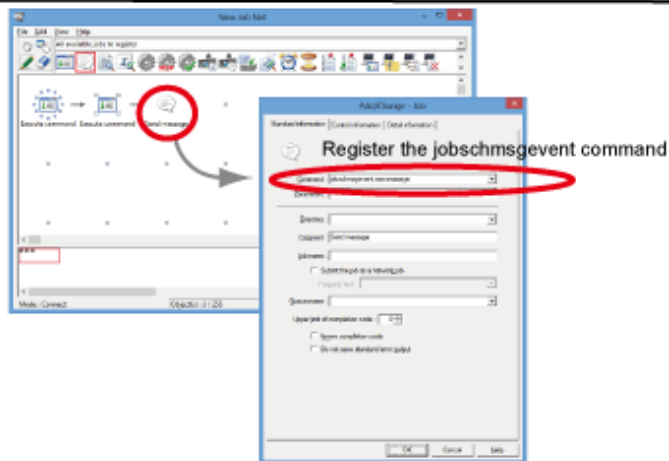 New Job Net
File Edit View Help
All available jobs to register
Execute command Execute command Send message
Mode : Connect
Add/Change - Job
Standard information Control information Detail information
Register the jobschmsgevent command
Command
Parameter
Directory
Comment Send message
Job name
Submit the job as a network job
Request host
Queue name
Upper limit of completion code
Ignore completion code
Do not save standard error output
OK Cancel Help